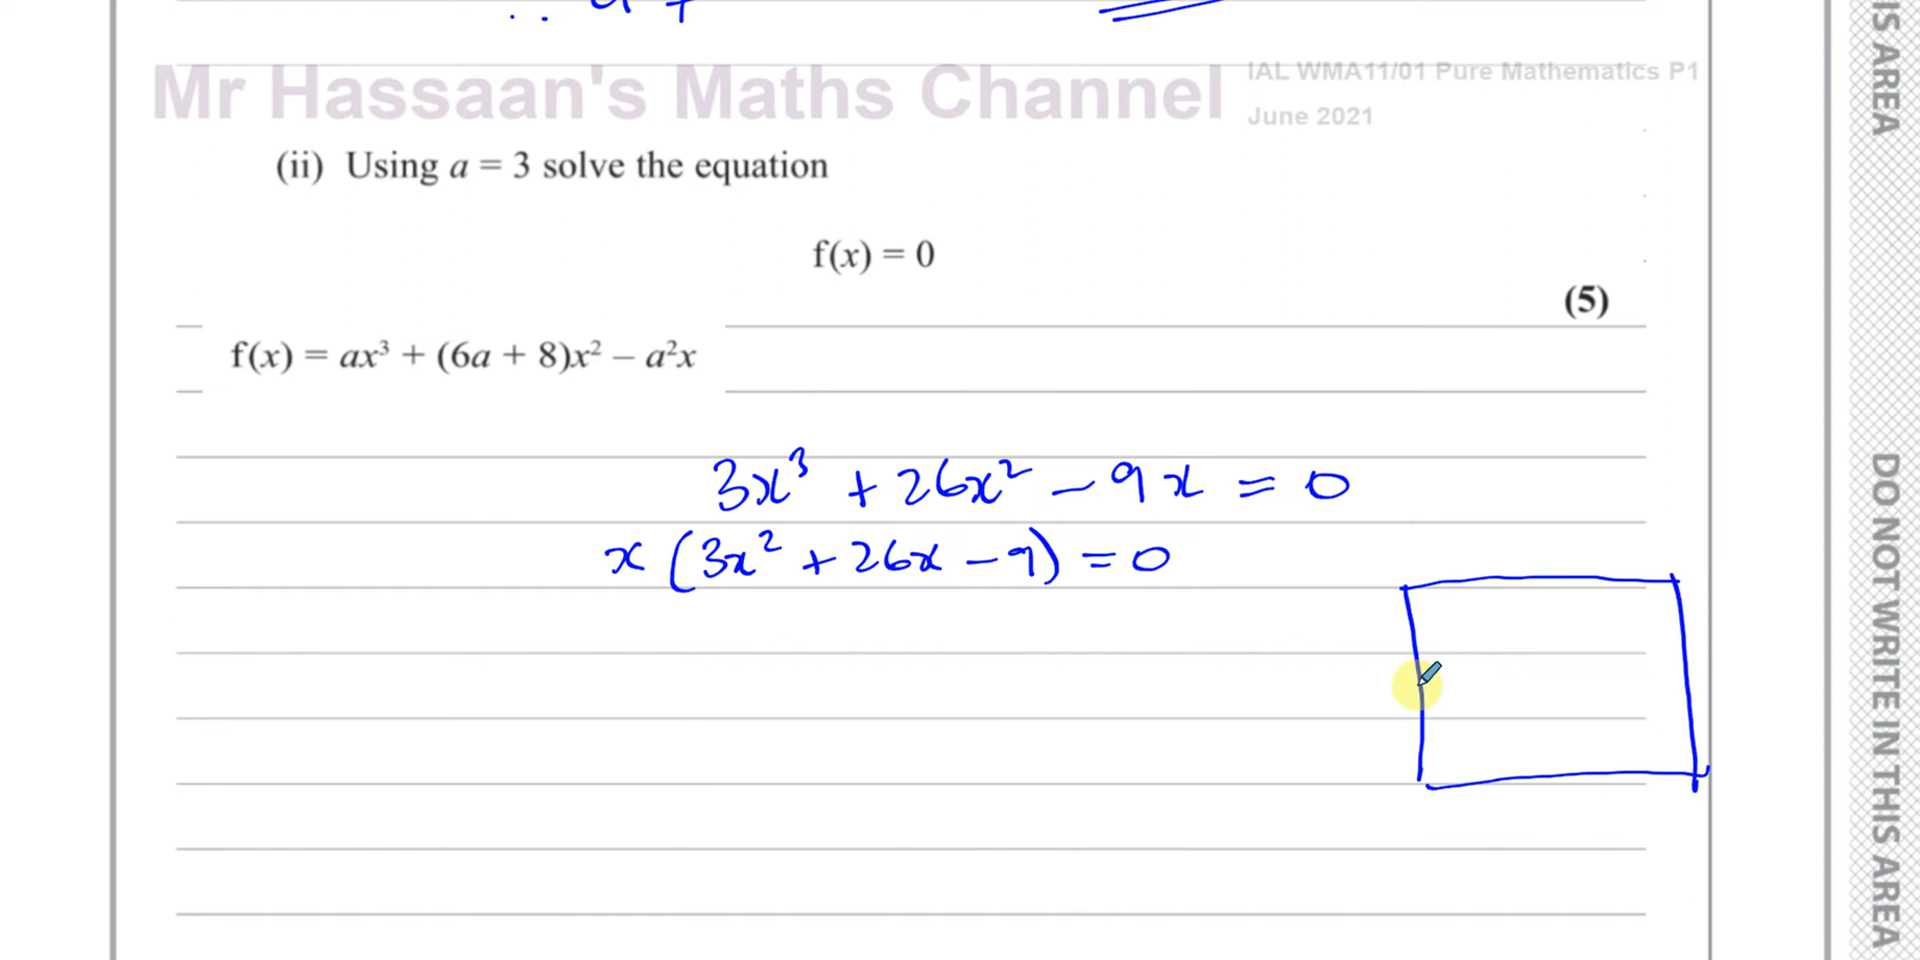 IS AREA
Mr Hassaan's Maths Channel
IAL WMA11/01 Pure Mathematics P1
June 2021
(ii) Using a = 3 solve the equation
f(x) = 0
(5)
f(x) = ax³ + (6a + 8)x² – a²x
3x³ + 26x² – 9x = 0
x (3x² + 26x – 9) = 0
DO NOT WRITE IN THIS AREA